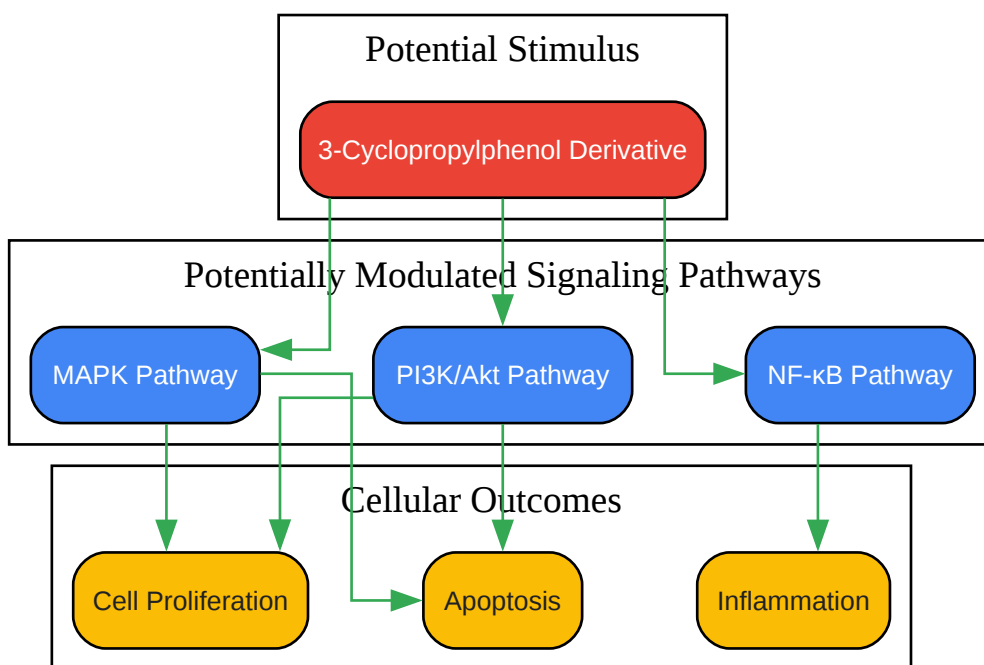 Potential Stimulus
3-Cyclopropylphenol Derivative
Potentially Modulated Signaling Pathways
MAPK Pathway
PI3K/Akt Pathway
NF-κB Pathway
Cellular Outcomes
Cell Proliferation
Apoptosis
Inflammation